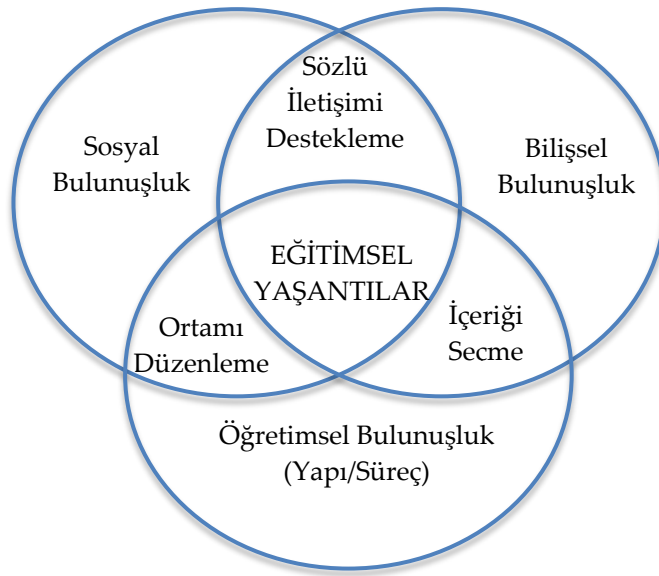 Sözlü
İletişimi
Destekleme
Sosyal
Bulunuşluk
Bilişsel
Bulunuşluk
EĞİTİMSEL
YAŞANTILAR
Ortamı
Düzenleme
İçeriği
Secme
Öğretimsel Bulunuşluk
(Yapı/Süreç)